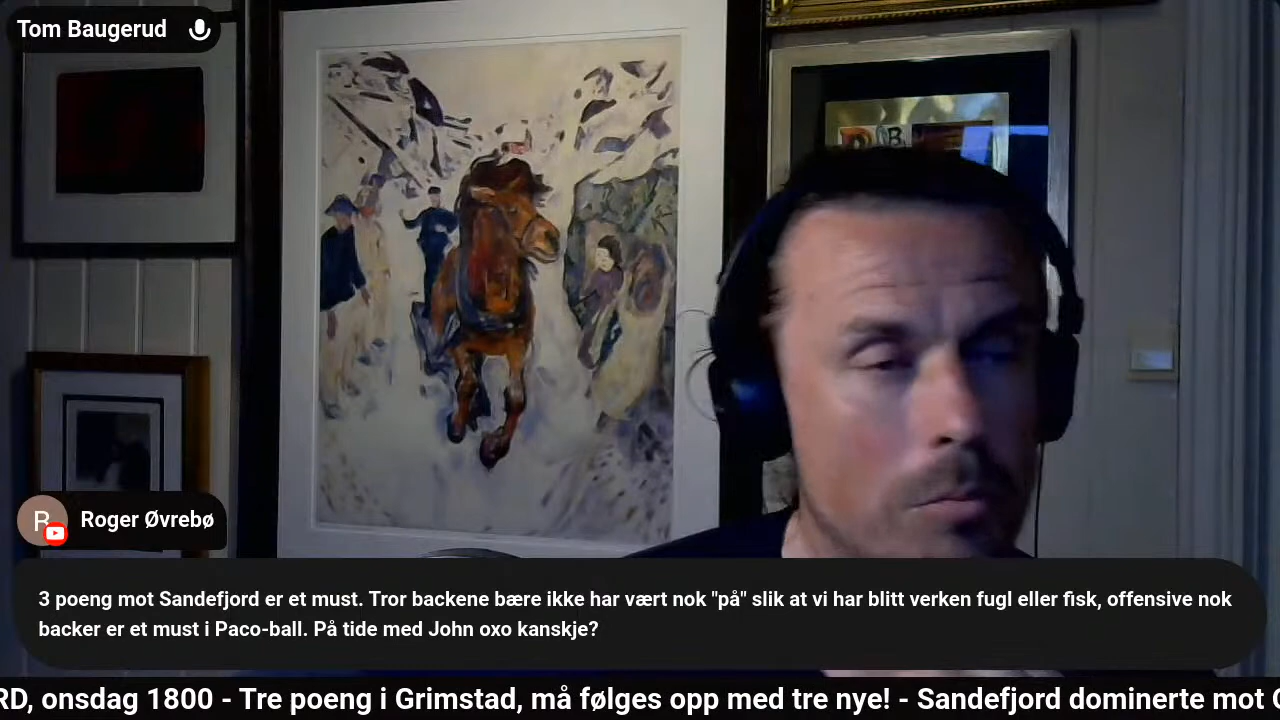 Tom Baugerud
R
Roger Øvrebø
3 poeng mot Sandefjord er et must. Tror backene bære ikke har vært nok "på" slik at vi har blitt verken fugl eller fisk, offensive nok
backer er et must i Paco-ball. På tide med John oxo kanskje?
RD, onsdag 1800 - Tre poeng i Grimstad, må følges opp med tre nye! - Sandefjord dominerte mot